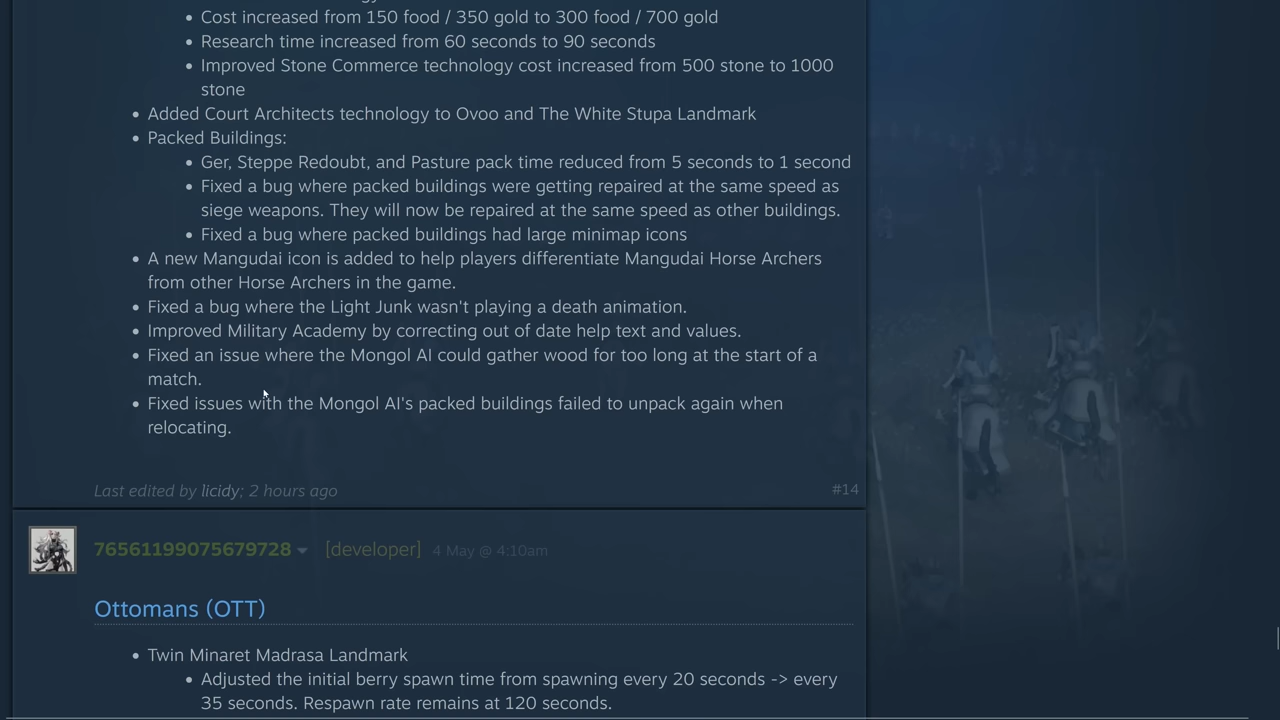 Cost increased from 150 food / 350 gold to 300 food / 700 gold
Research time increased from 60 seconds to 90 seconds
Improved Stone Commerce technology cost increased from 500 stone to 1000
stone
Added Court Architects technology to Ovoo and The White Stupa Landmark
Packed Buildings:
Ger, Steppe Redoubt, and Pasture pack time reduced from 5 seconds to 1 second
Fixed a bug where packed buildings were getting repaired at the same speed as
siege weapons. They will now be repaired at the same speed as other buildings.
Fixed a bug where packed buildings had large minimap icons
A new Mangudai icon is added to help players differentiate Mangudai Horse Archers
from other Horse Archers in the game.
Fixed a bug where the Light Junk wasn't playing a death animation.
Improved Military Academy by correcting out of date help text and values.
Fixed an issue where the Mongol AI could gather wood for too long at the start of a
match.
Fixed issues with the Mongol AI's packed buildings failed to unpack again when
relocating.
Last edited by licidy; 2 hours ago #14
76561199075679728 [developer] 4 May @ 4:10am
Ottomans (OTT)
Twin Minaret Madrasa Landmark
Adjusted the initial berry spawn time from spawning every 20 seconds -> every
35 seconds. Respawn rate remains at 120 seconds.